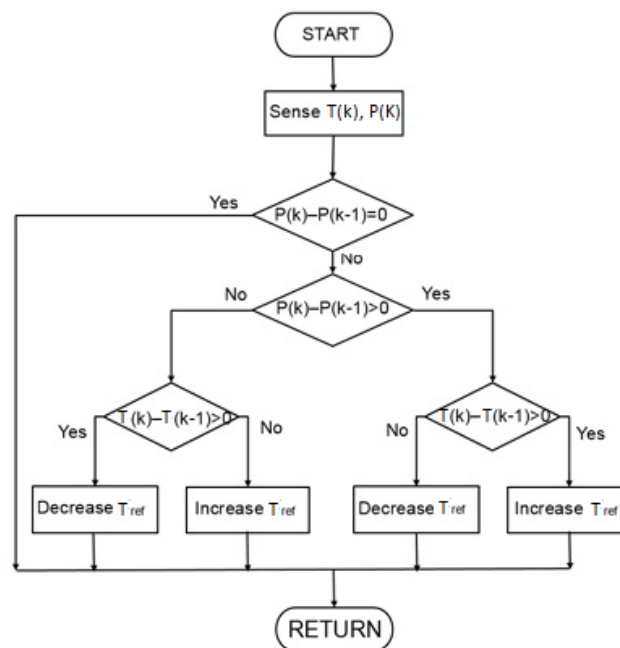 START
Sense T(k), P(K)
Yes
P(k)–P(k-1)=0
No
No
P(k)–P(k-1)>0
Yes
T(k)–T(k-1)>0
T(k)–T(k-1)>0
Yes
No
No
Yes
Decrease Tref
Increase Tref
Decrease Tref
Increase Tref
RETURN